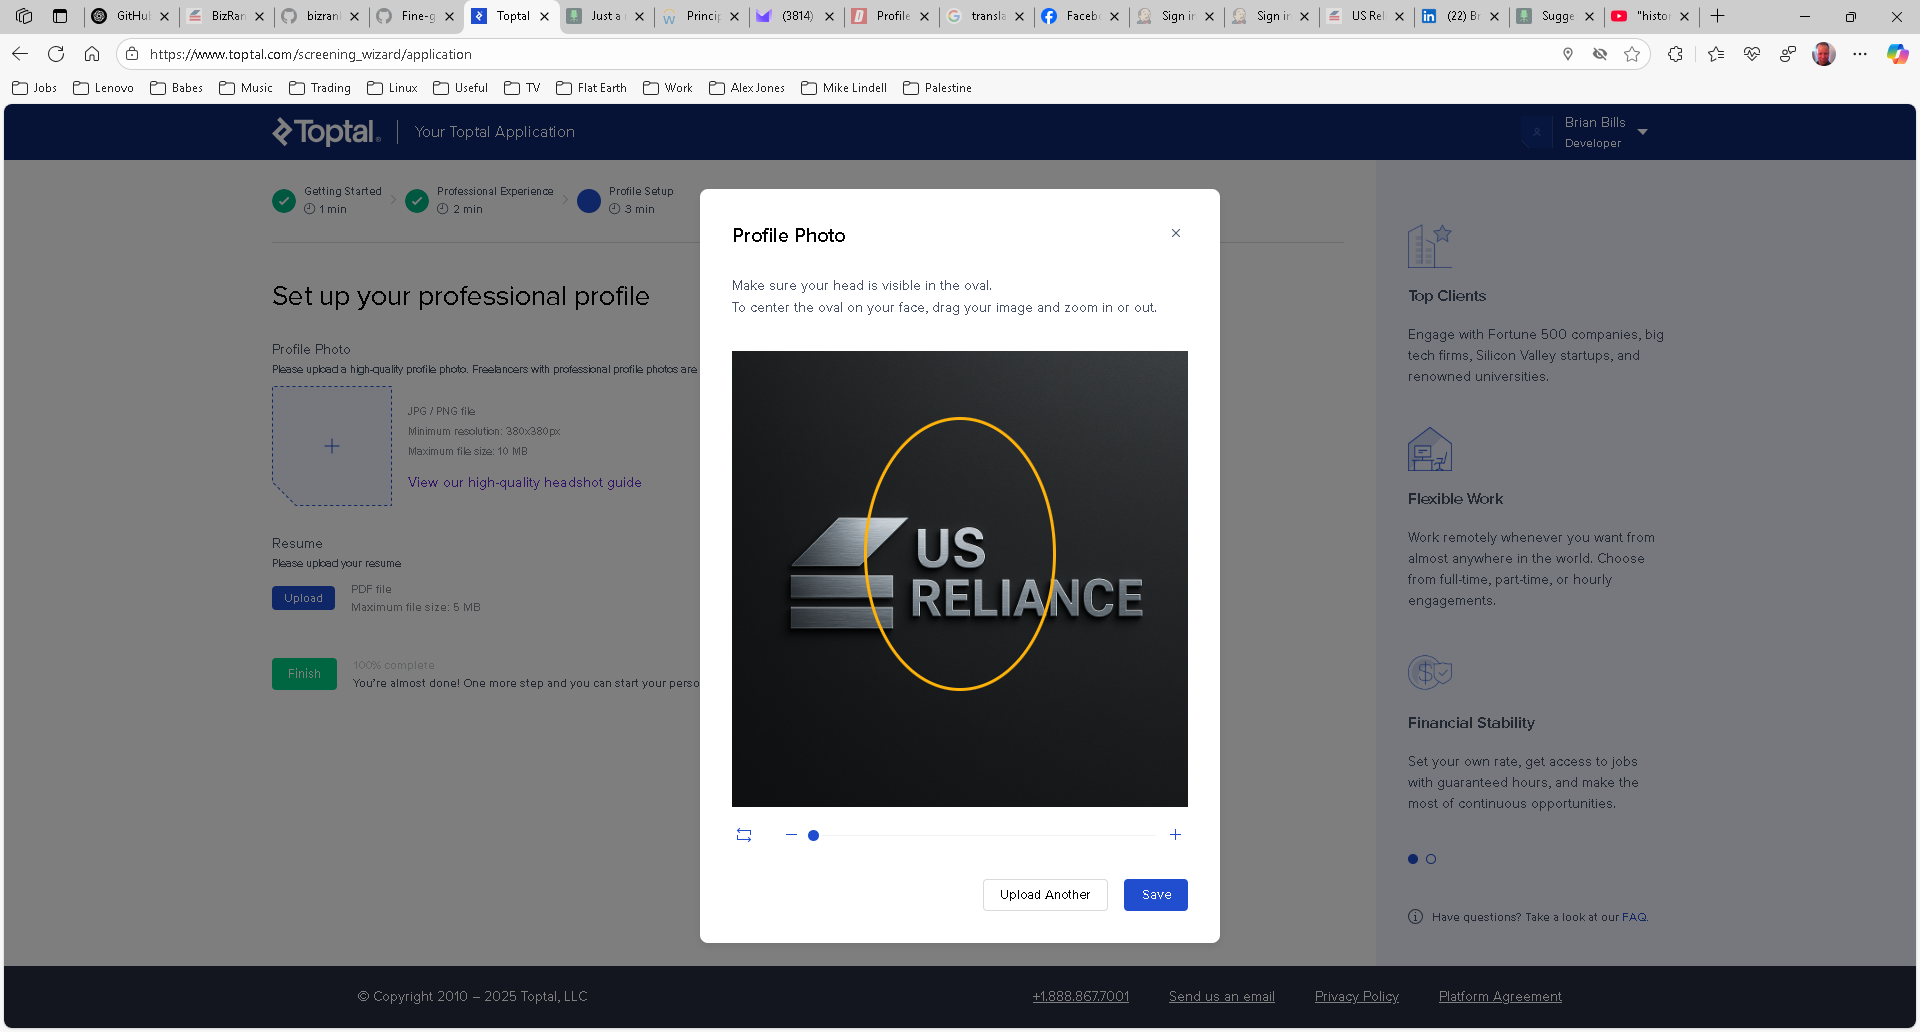 GitHub
BizRan
bizrank
Fine-g
Toptal
Just a
Princip
(3814)
Profile
transla
Facebo
Sign in
Sign in
US Rel
(22) Br
Sugge
"histo
https://www.toptal.com/screening_wizard/application
Jobs Lenovo Babes Music Trading Linux Useful TV Flat Earth Work Alex Jones Mike Lindell Palestine
Toptal Your Toptal Application
Brian Bills
Developer
Getting Started
1 min
Professional Experience
2 min
Profile Setup
3 min
Set up your professional profile
Profile Photo
Please upload a high-quality profile photo. Freelancers with professional profile photos are
JPG / PNG file
Minimum resolution: 380x380px
Maximum file size: 10 MB
View our high-quality headshot guide
Resume
Please upload your resume
Upload
PDF file
Maximum file size: 5 MB
Finish
100% complete
You're almost done! One more step and you can start your perso
Profile Photo
Make sure your head is visible in the oval.
To center the oval on your face, drag your image and zoom in or out.
US
RELIANCE
Upload Another
Save
Top Clients
Engage with Fortune 500 companies, big
tech firms, Silicon Valley startups, and
renowned universities.
Flexible Work
Work remotely whenever you want from
almost anywhere in the world. Choose
from full-time, part-time, or hourly
engagements.
Financial Stability
Set your own rate, get access to jobs
with guaranteed hours, and make the
most of continuous opportunities.
Have questions? Take a look at our FAQ.
© Copyright 2010 – 2025 Toptal, LLC
+1.888.867.7001
Send us an email
Privacy Policy
Platform Agreement